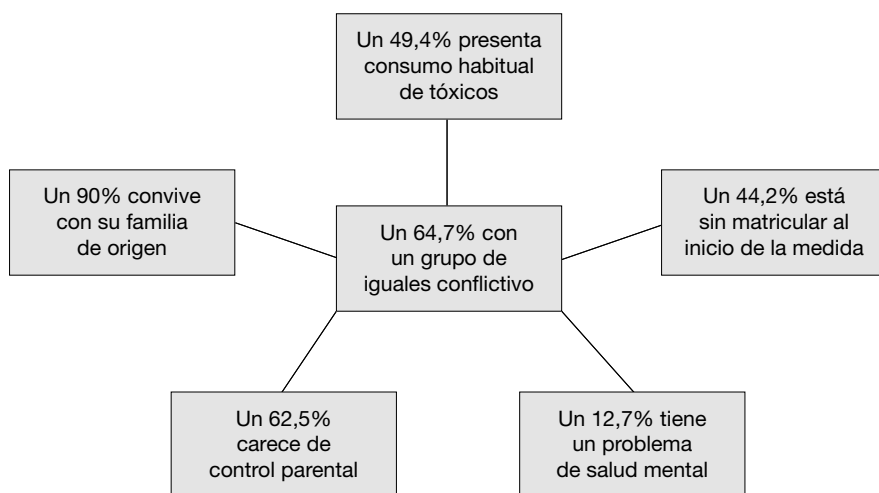 Un 49,4% presenta
consumo habitual
de tóxicos
Un 90% convive
con su familia
de origen
Un 64,7% con
un grupo de
iguales conflictivo
Un 44,2% está
sin matricular al
inicio de la medida
Un 62,5%
carece de
control parental
Un 12,7% tiene
un problema
de salud mental